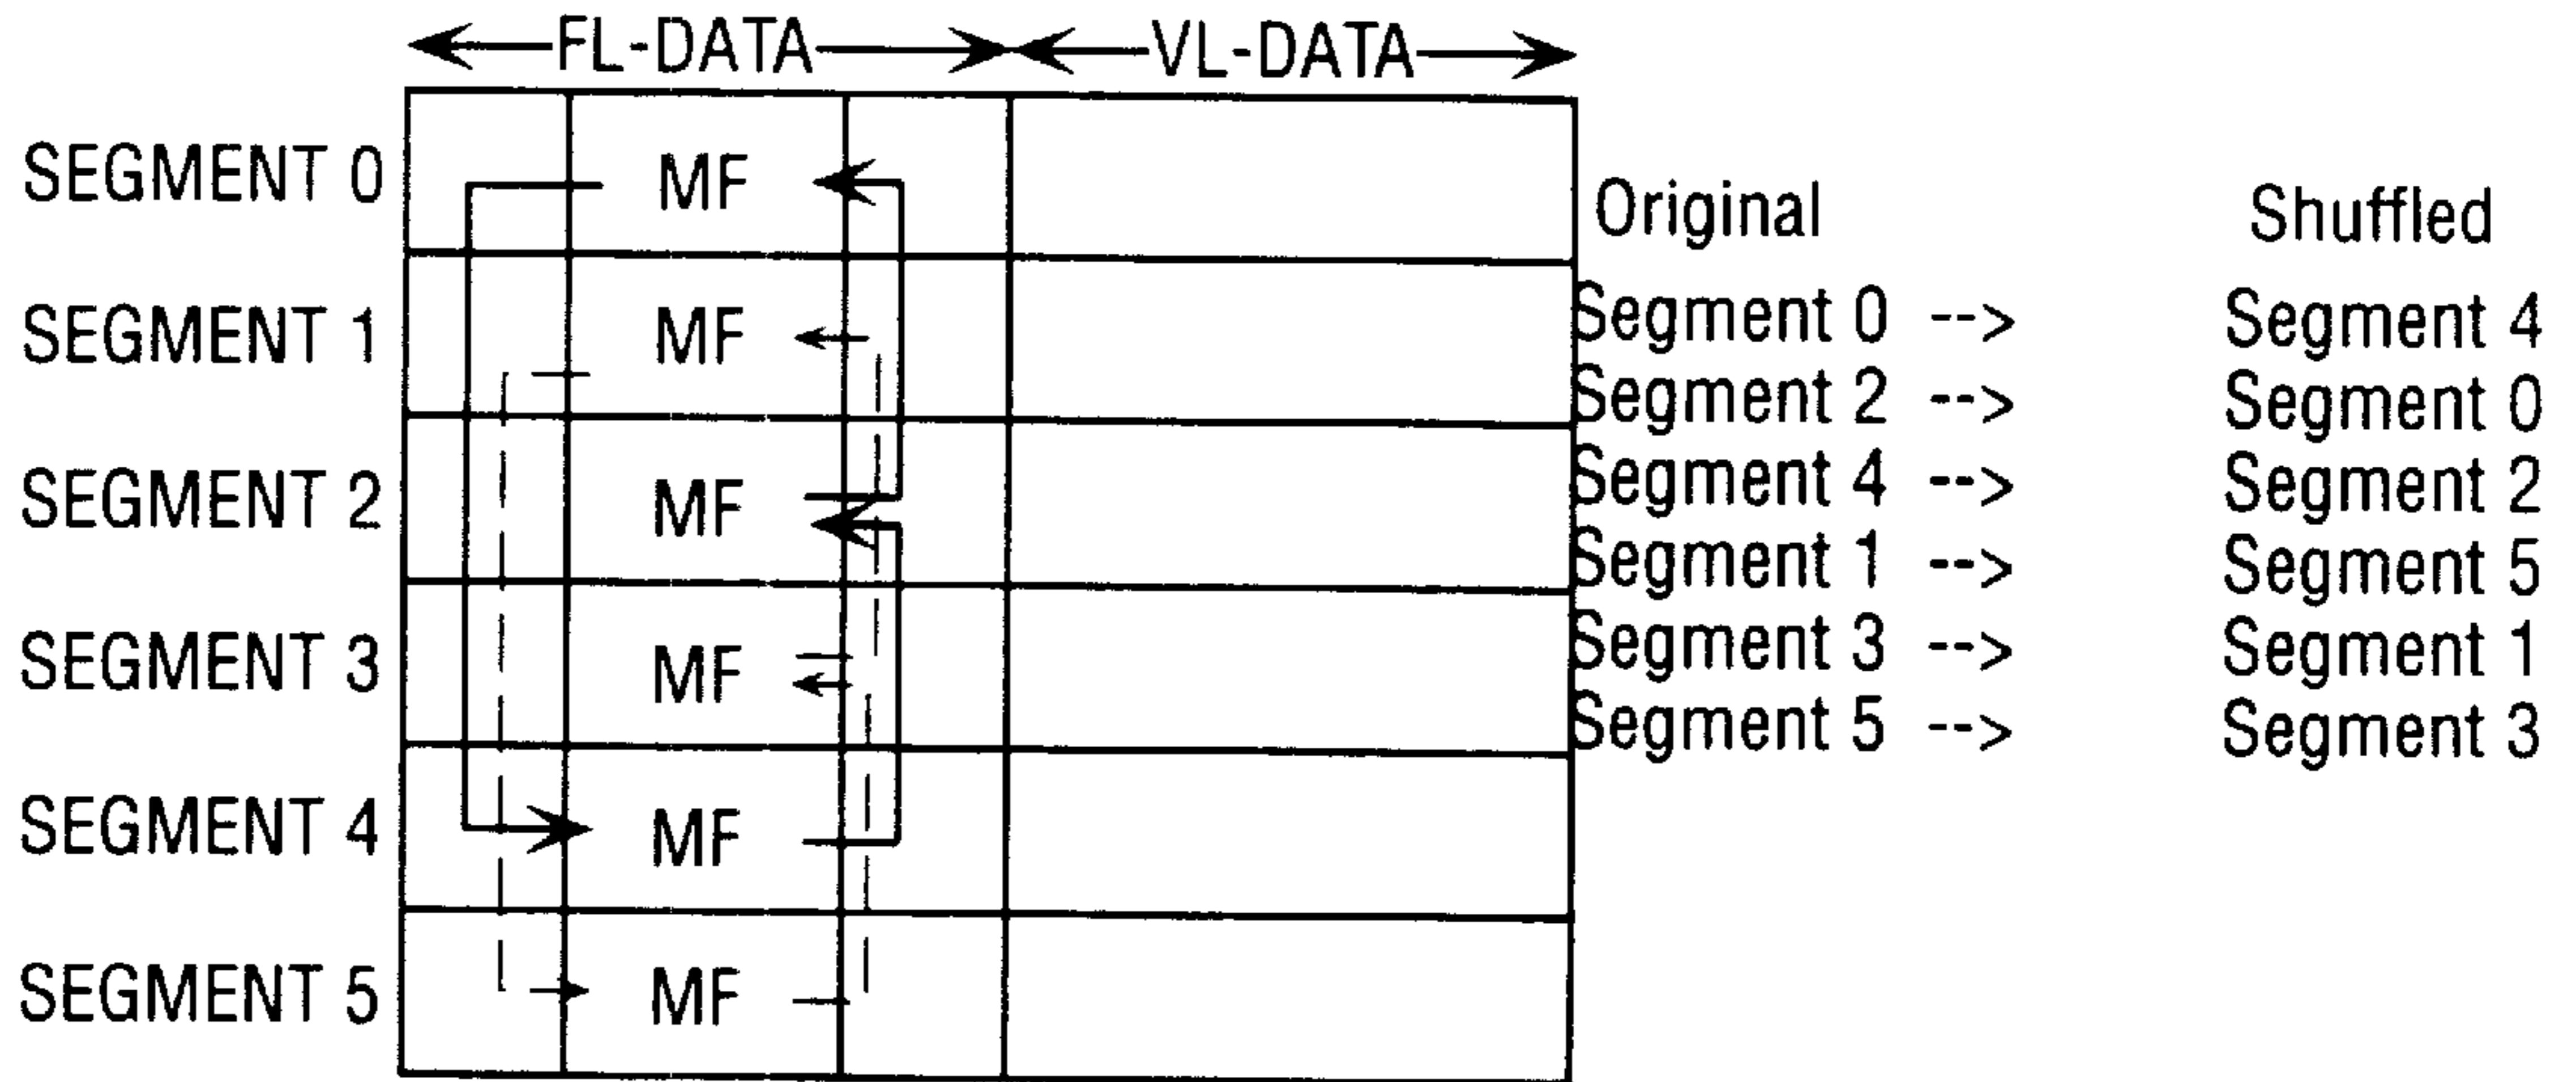 FL-DATA VL-DATA
SEGMENT 0 MF
SEGMENT 1 MF
SEGMENT 2 MF
SEGMENT 3 MF
SEGMENT 4 MF
SEGMENT 5 MF
Original Shuffled
Segment 0 --> Segment 4
Segment 2 --> Segment 0
Segment 4 --> Segment 2
Segment 1 --> Segment 5
Segment 3 --> Segment 1
Segment 5 --> Segment 3